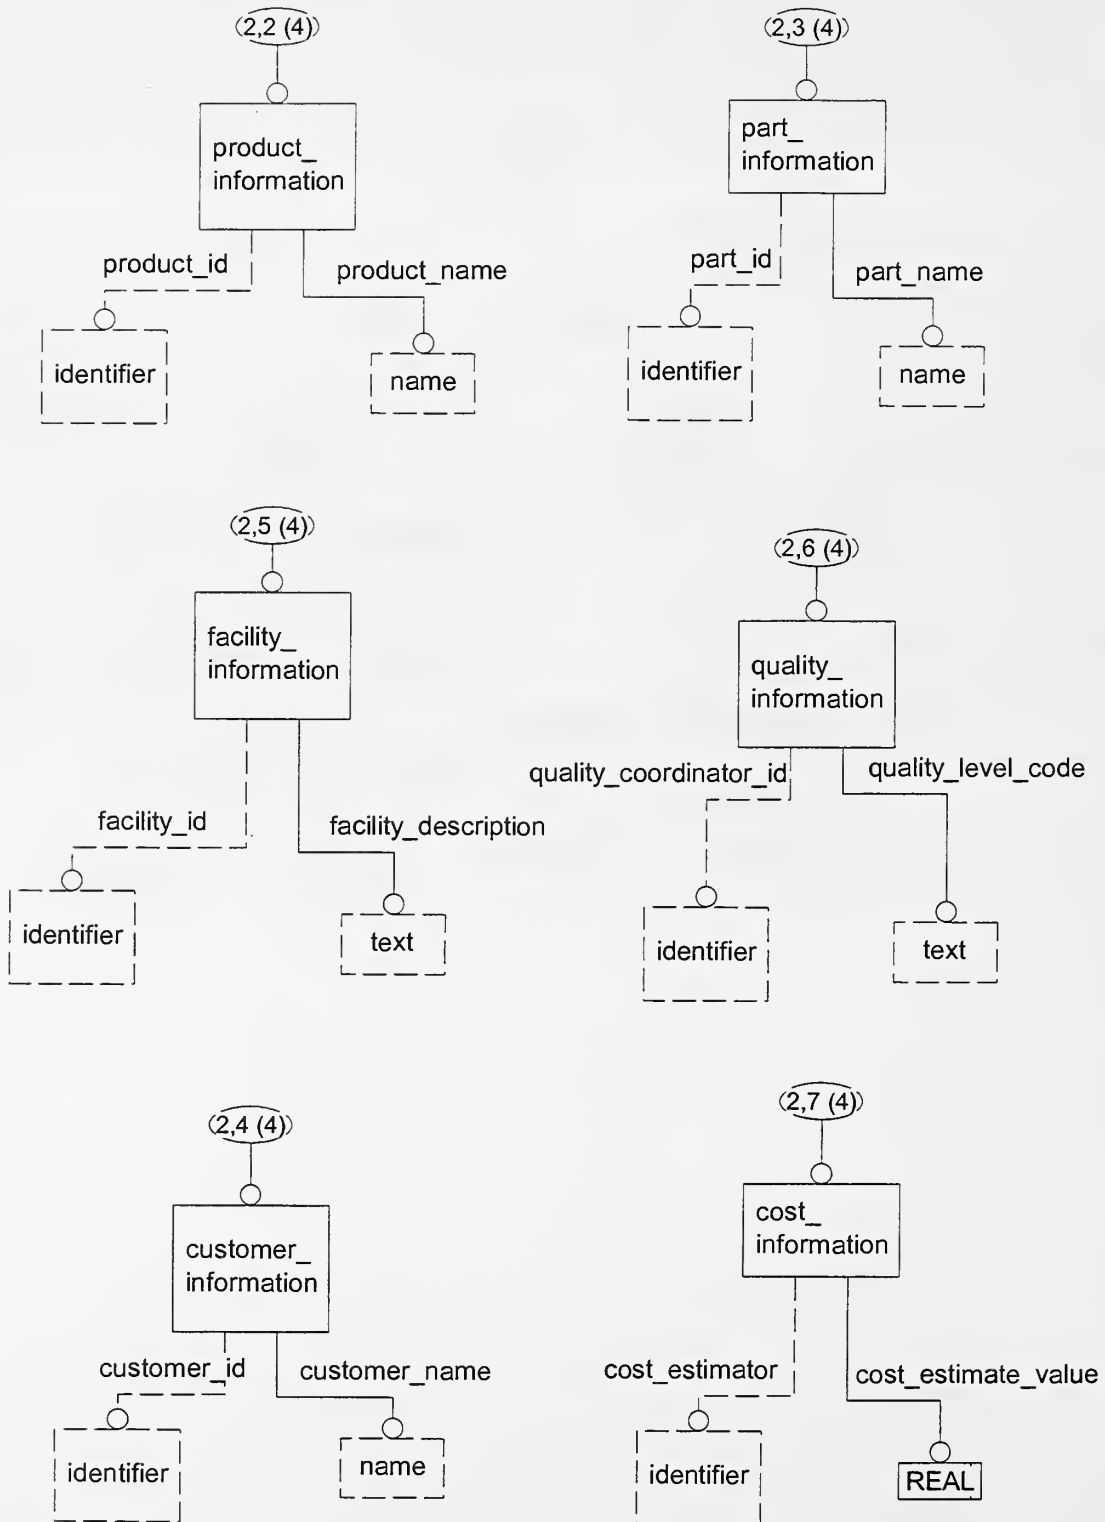 (2,2 (4))
product_
information
product_id
product_name
identifier
name
(2,3 (4))
part_
information
part_id
part_name
identifier
name
(2,5 (4))
facility_
information
facility_id
facility_description
identifier
text
(2,6 (4))
quality_
information
quality_coordinator_id
quality_level_code
identifier
text
(2,4 (4))
customer_
information
customer_id
customer_name
identifier
name
(2,7 (4))
cost_
information
cost_estimator
cost_estimate_value
identifier
REAL